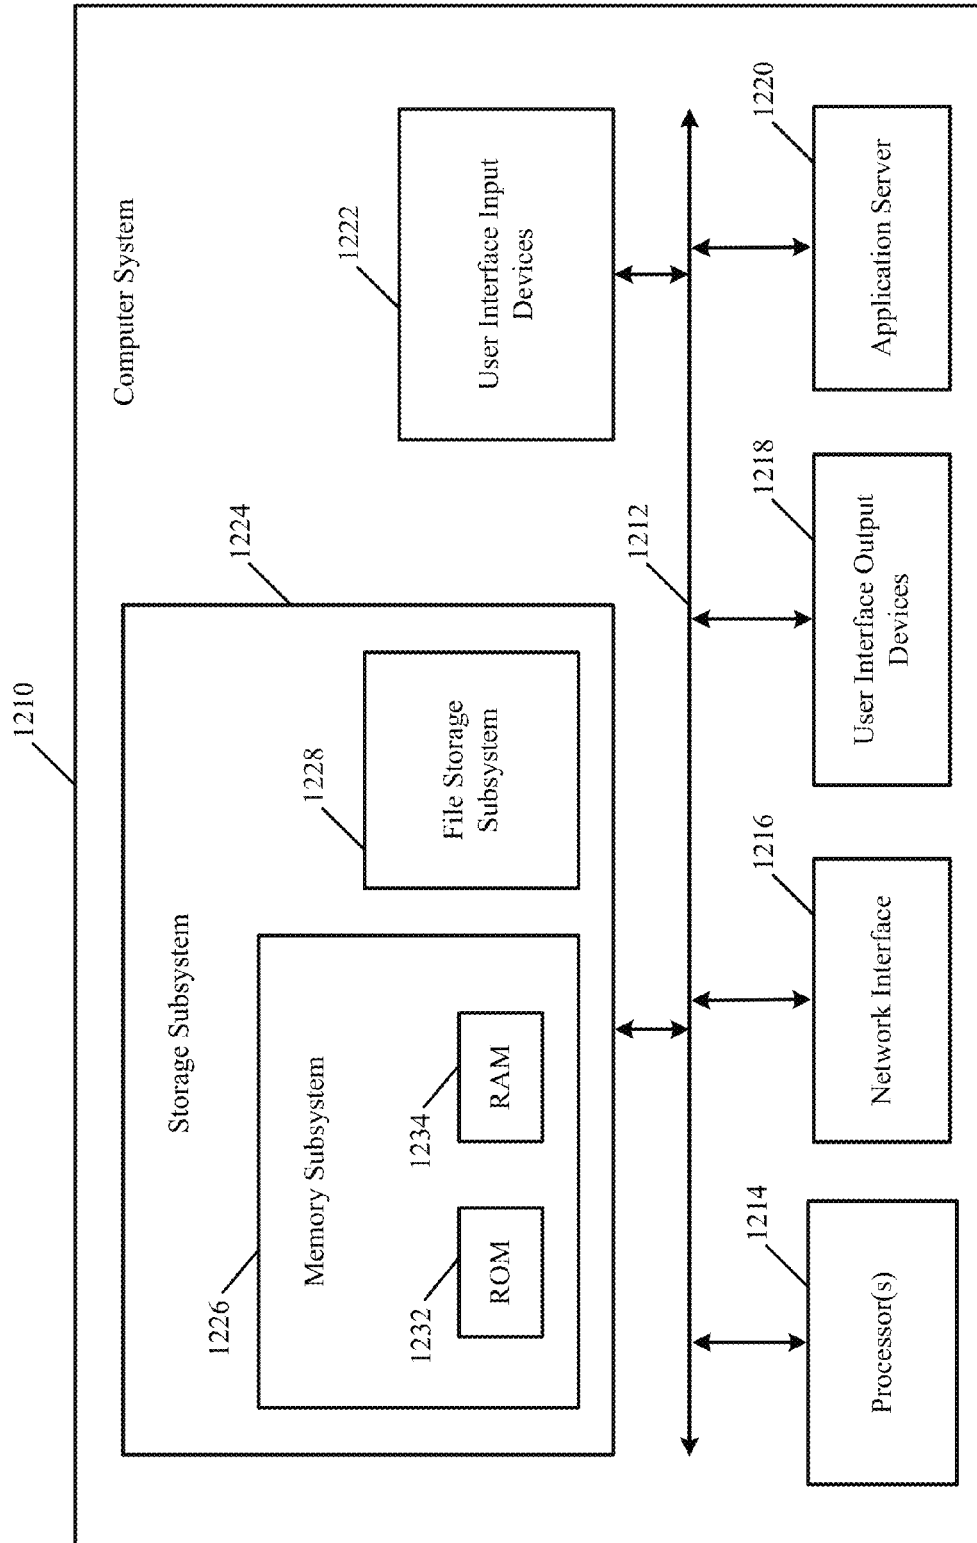 1210
Computer System
Storage Subsystem
1224
1226
Memory Subsystem
1228
1222
1232
ROM
1234
RAM
File Storage
Subsystem
User Interface Input
Devices
1212
1214
Processor(s)
1216
Network Interface
1218
User Interface Output
Devices
1220
Application Server